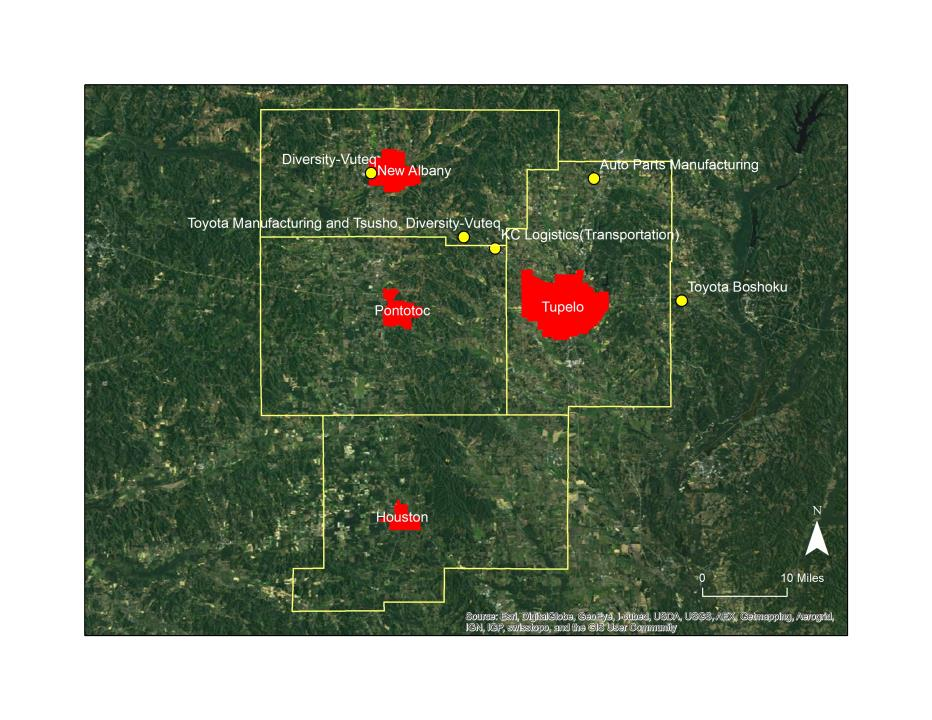 Auto Parts Manufacturing
Diversity-Vuteq
New Albany
Toyota Manufacturing and Tsusho, Diversity-Vuteq
KC Logistics(Transportation)
Toyota Boshoku
Tupelo
Pontotoc
Houston
N
0 10 Miles
Source: Esri, DigitalGlobe, GeoEye, i-cubed, USDA, USGS, AEX, Getmapping, Aerogrid,
IGN, IGP, swisstopo, and the GIS User Community